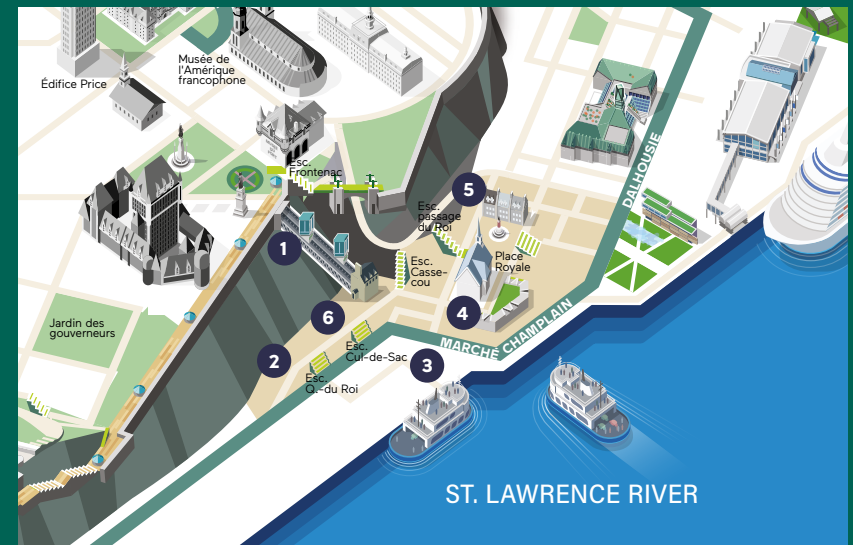 Musée de
l'Amérique
francophone
Édifice Price
Esc.
Frontenac
5
Esc.
passage
du Roi
DALHOUSIE
1
Esc.
Casse-
cou
Place
Royale
Jardin des
gouverneurs
6
4
MARCHÉ CHAMPLAIN
Esc.
Cul-de-Sac
2
3
Esc.
Q.-du Roi
ST. LAWRENCE RIVER